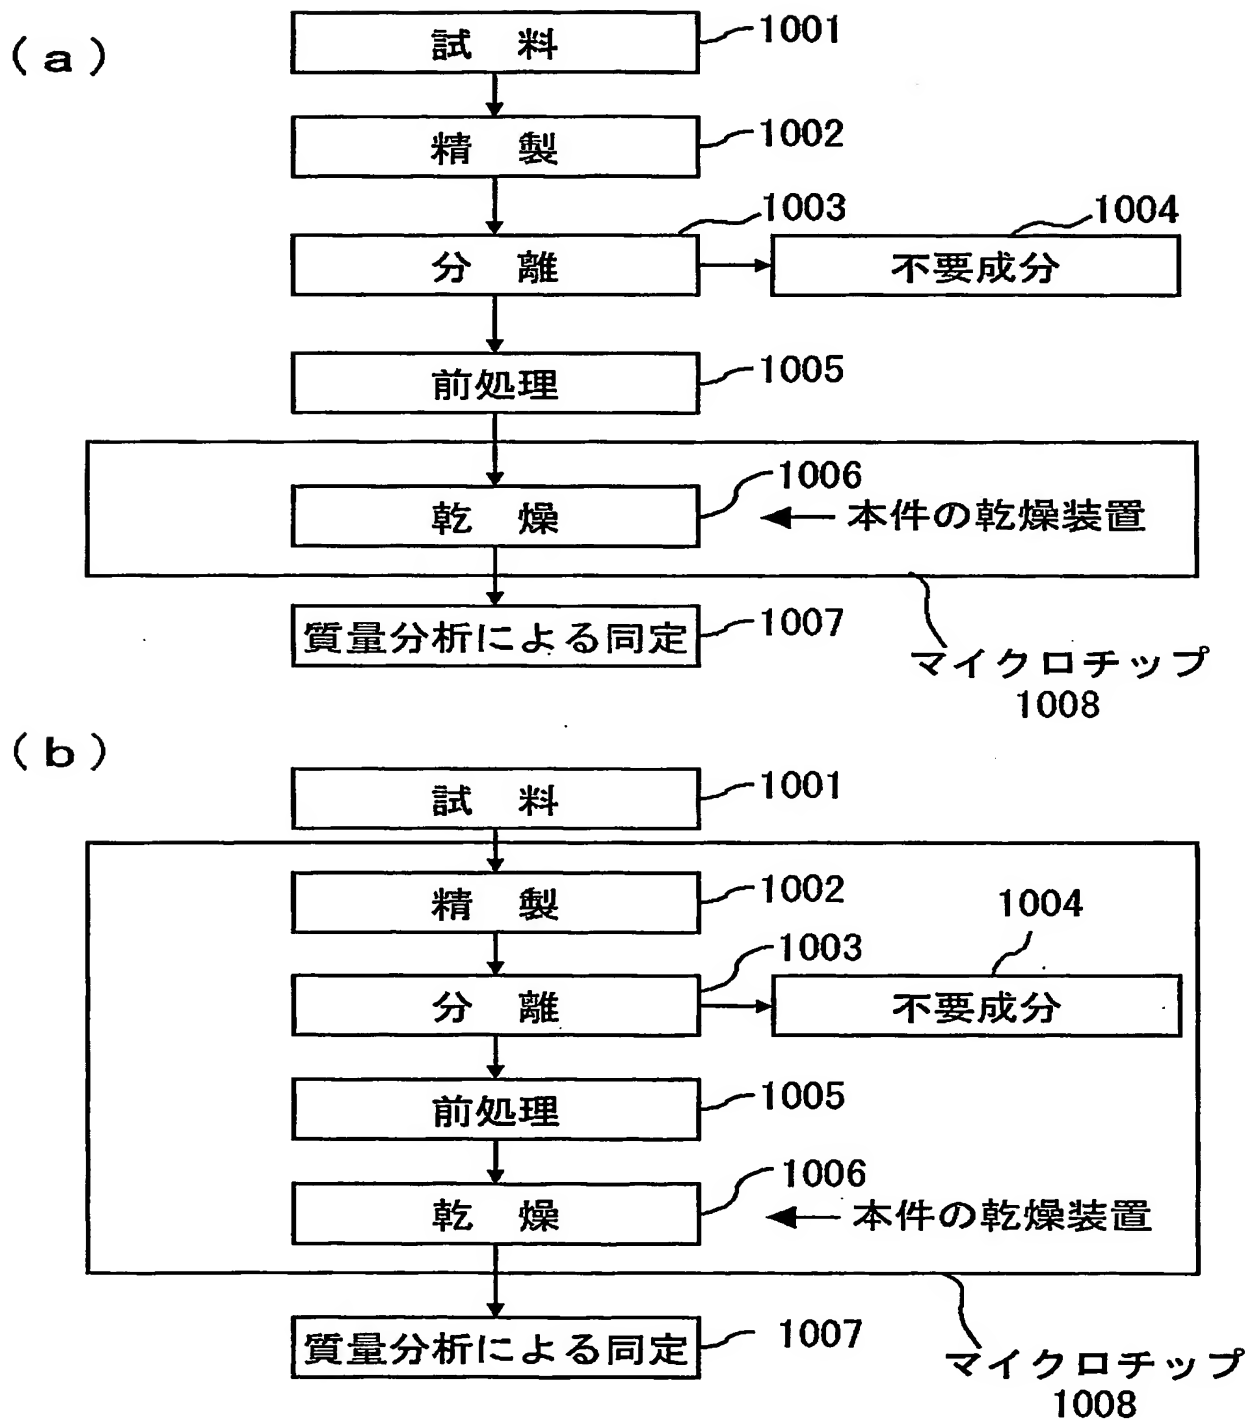 (a)
試料
1001
精製
1002
分離
1003
不要成分
1004
前処理
1005
乾燥
1006
本件の乾燥装置
質量分析による同定
1007
マイクロチップ
1008
(b)
試料
1001
精製
1002
分離
1003
不要成分
1004
前処理
1005
乾燥
1006
本件の乾燥装置
質量分析による同定
1007
マイクロチップ
1008